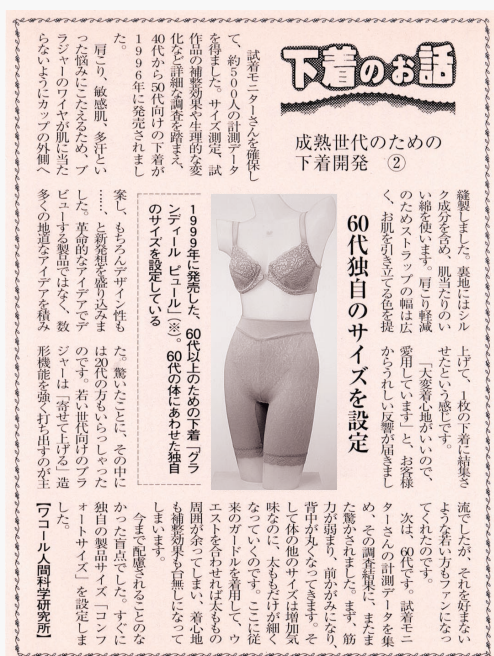 下着のお話
成熟世代のための
下着開発　②
試着モニターさんを確保し
て、約５００人の計測データ
を得ました。サイズ測定、試
作品の補整効果や生理的な変
化など詳細な調査を踏まえ、
40代から50代向けの下着が
１９９６年に発売されまし
た。
肩こり、敏感肌、多汗とい
った悩みにこたえるため、ブ
ラジャーのワイヤが肌に当た
らないようにカップの外側へ
縫製しました。裏地にはシル
ク成分を含め、肌当たりのい
い綿を使います。肩こり軽減
のためストラップの幅は広
く、お肌を引き立てる色を提
案し、もちろんデザイン性も
……、と新発想を盛り込みま
した。革命的なアイデアでデ
ビューする製品ではなく、数
多くの地道なアイデアを積み
60代独自のサイズを設定
１９９９年に発売した、60代以上のための下着「グラ
ンディール　ピュール」（※）。60代の体にあわせた独自
のサイズを設定している
上げて、１枚の下着に結集さ
せたという感じです。
「大変着心地がいいので、
愛用しています」と、お客様
からうれしい反響が届きまし
た。驚いたことに、その中に
は20代の方もいらっしゃった
のです。若い世代向けのブラ
ジャーは「寄せて上げる」造
形機能を強く打ち出すのが主
流でしたが、それを好まない
ような若い方もファンになっ
てくれたのです。
次は、60代です。試着モニ
ターさんの計測データを集
め、その調査結果に、またま
た驚かされました。まず、筋
力が弱まり、前かがみになり
背中が丸くなってきます。そ
して体の他のサイズは増加気
味なのに、太ももだけが細く
なっていくのです。ここに従
来のガードルを着用して、ウ
エストを合わせれば太ももの
周囲が余ってしまい、着心地
も補整効果も台無しになって
しまいます。
今まで配慮されることのな
かった盲点でした。すぐに
独自の製品サイズ「コンフ
ォートサイズ」を設定しま
した。
【ワコール人間科学研究所】